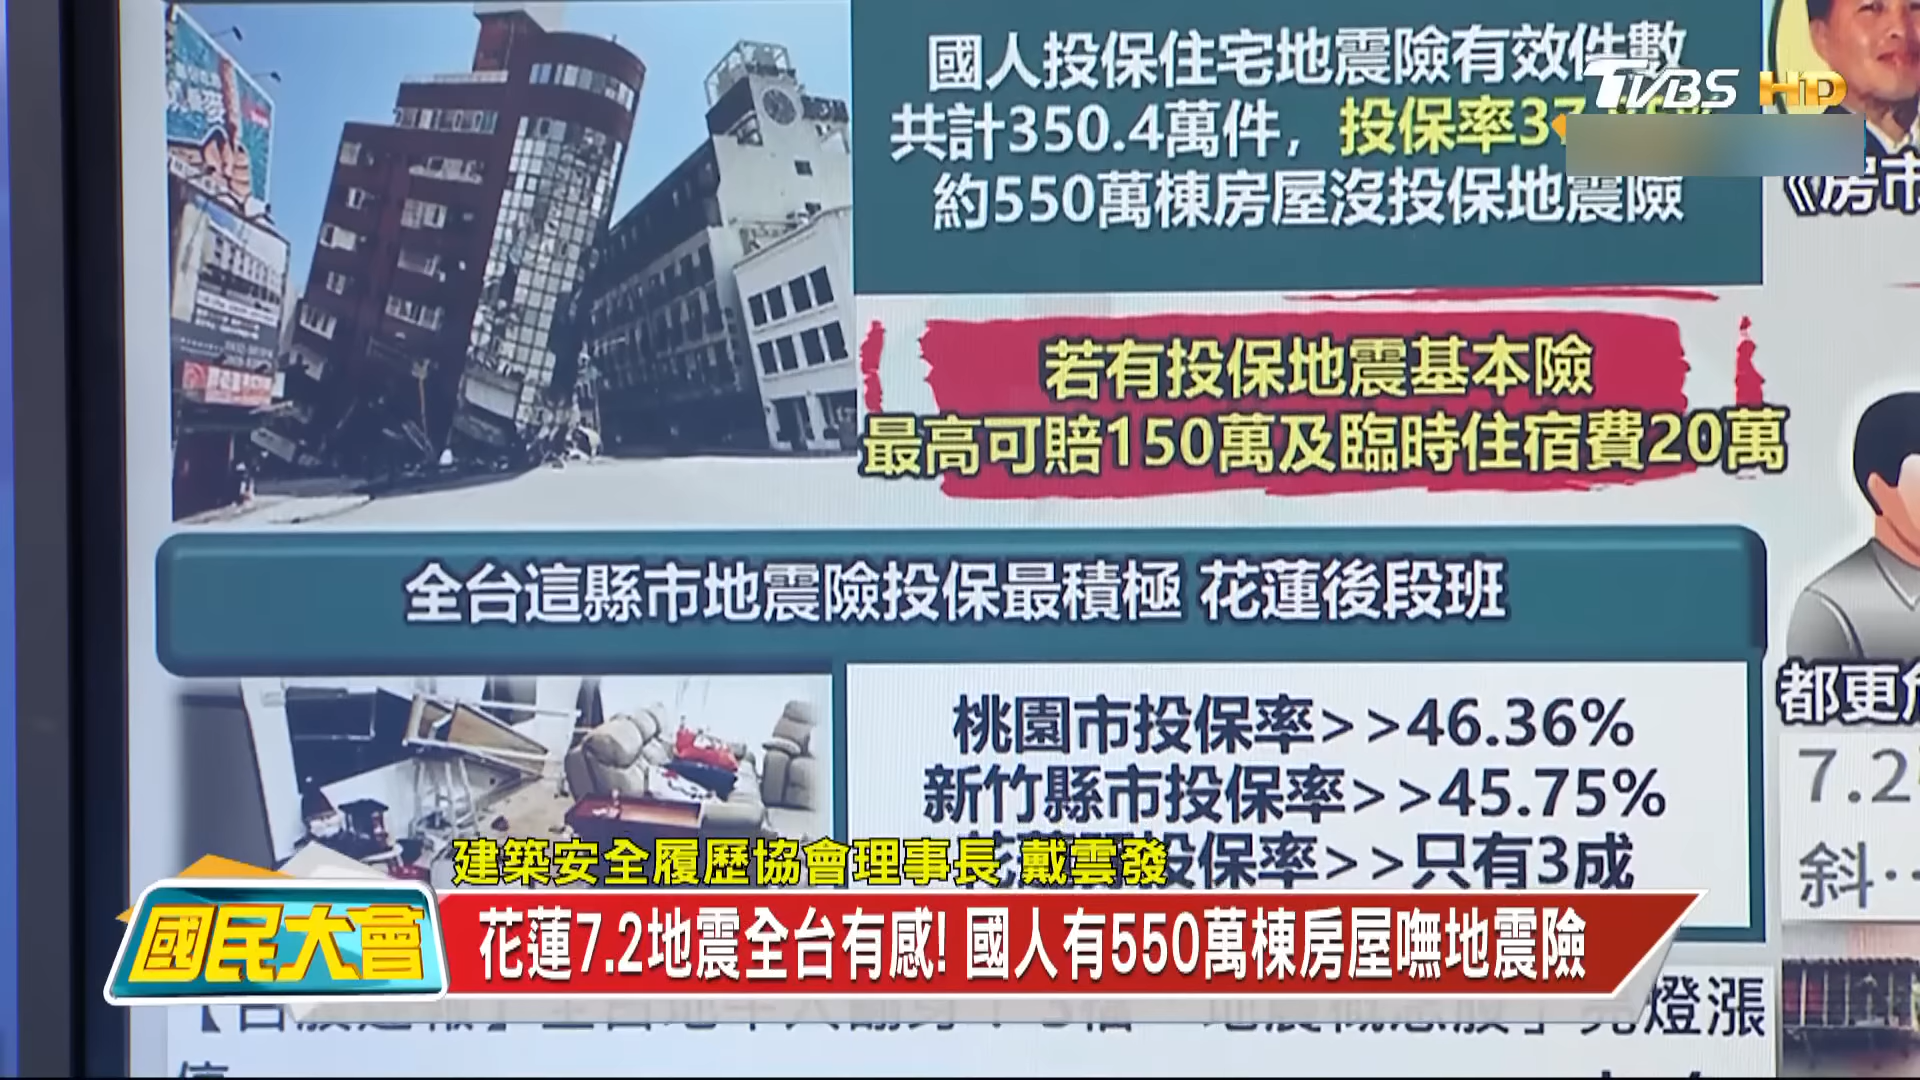 國人投保住宅地震險有效件數
TVBS HD
共計350.4萬件，投保率37
約550萬棟房屋沒投保地震險
《房市
若有投保地震基本險
最高可賠150萬及臨時住宿費20萬
全台這縣市地震險投保最積極 花蓮後段班
桃園市投保率>>46.36%
新竹縣市投保率>>45.75%
投保率>>只有3成
都更
7.2
斜…
建築安全履歷協會理事長 戴雲發
國民大會
花蓮7.2地震全台有感! 國人有550萬棟房屋嘸地震險
燈漲